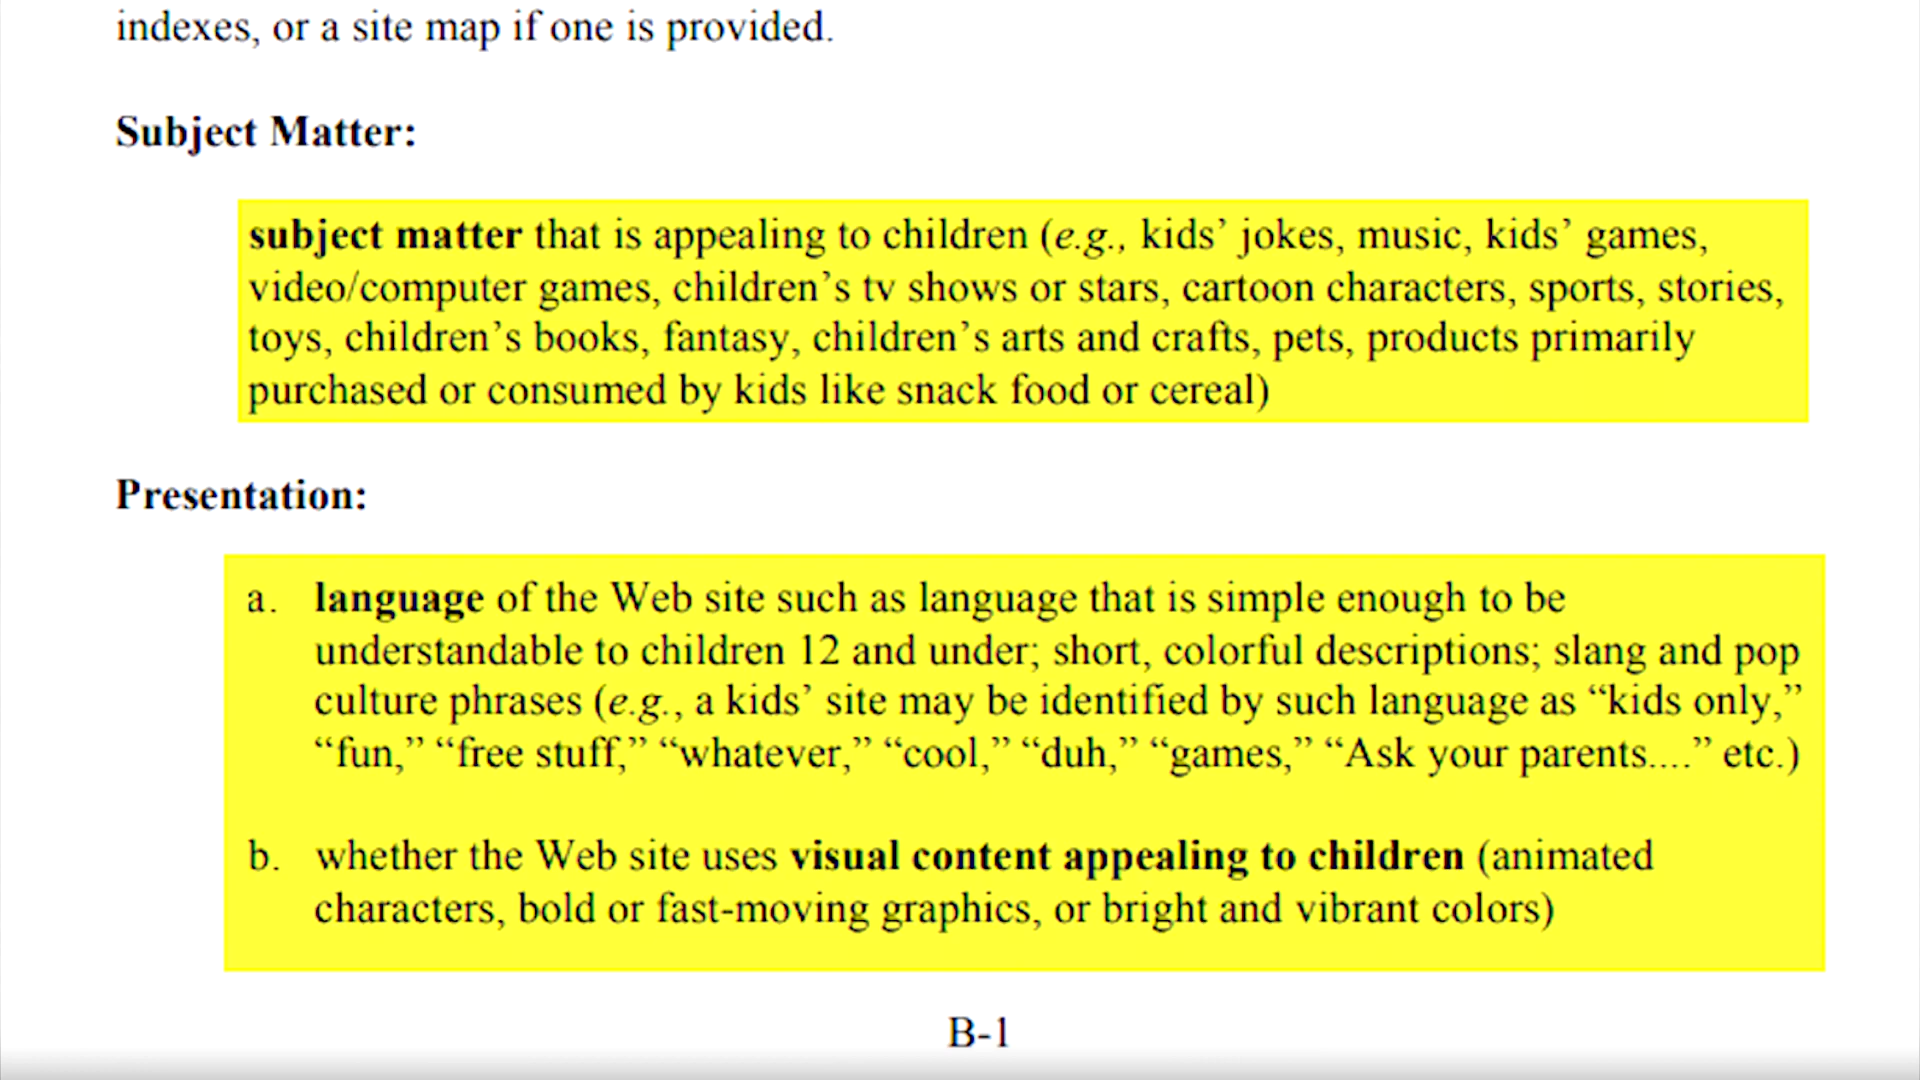 indexes, or a site map if one is provided.
Subject Matter:
subject matter that is appealing to children (e.g., kids’ jokes, music, kids’ games,
video/computer games, children’s tv shows or stars, cartoon characters, sports, stories,
toys, children’s books, fantasy, children’s arts and crafts, pets, products primarily
purchased or consumed by kids like snack food or cereal)
Presentation:
a. language of the Web site such as language that is simple enough to be
understandable to children 12 and under; short, colorful descriptions; slang and pop
culture phrases (e.g., a kids’ site may be identified by such language as “kids only,”
“fun,” “free stuff,” “whatever,” “cool,” “duh,” “games,” “Ask your parents....” etc.)
b. whether the Web site uses visual content appealing to children (animated
characters, bold or fast-moving graphics, or bright and vibrant colors)
B-1